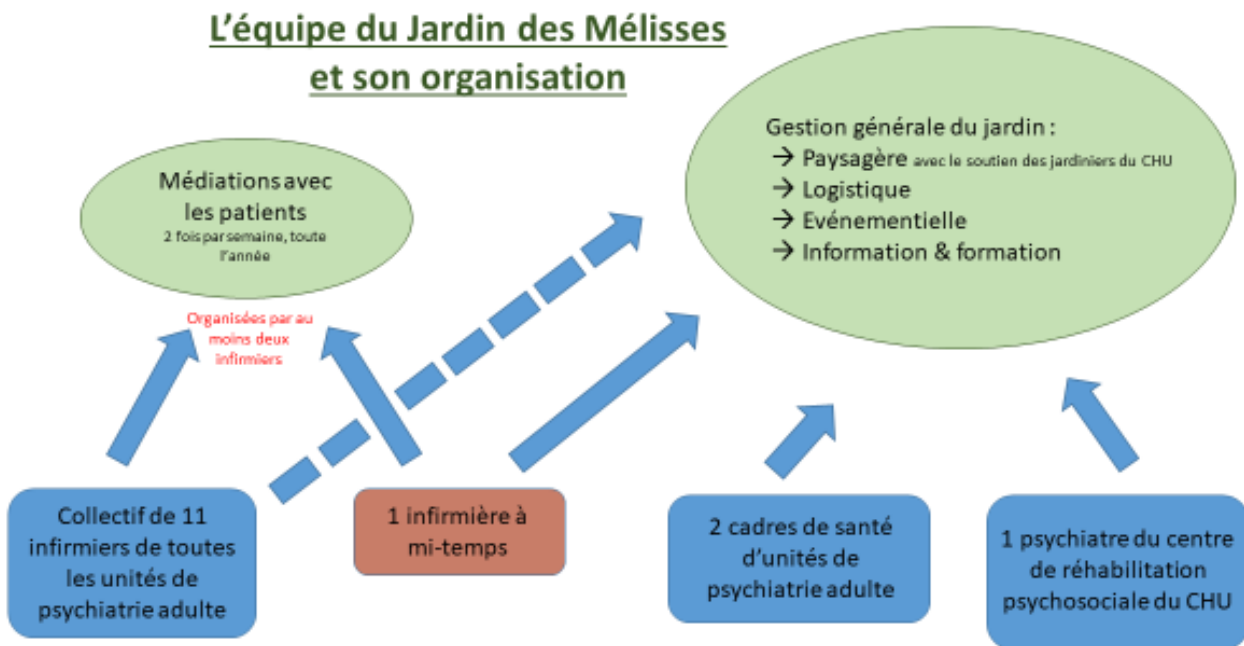 L'équipe du Jardin des Mélisses
et son organisation
Médiations avec
les patients
2 fois par semaine, toute
l'année
Organisées par au
moins deux
infirmiers
Gestion générale du jardin :
→ Paysagère avec le soutien des jardiniers du CHU
→ Logistique
→ Evénementielle
→ Information & formation
Collectif de 11
infirmiers de toutes
les unités de
psychiatrie adulte
1 infirmière à
mi-temps
2 cadres de santé
d'unités de
psychiatrie adulte
1 psychiatre du centre
de réhabilitation
psychosociale du CHU